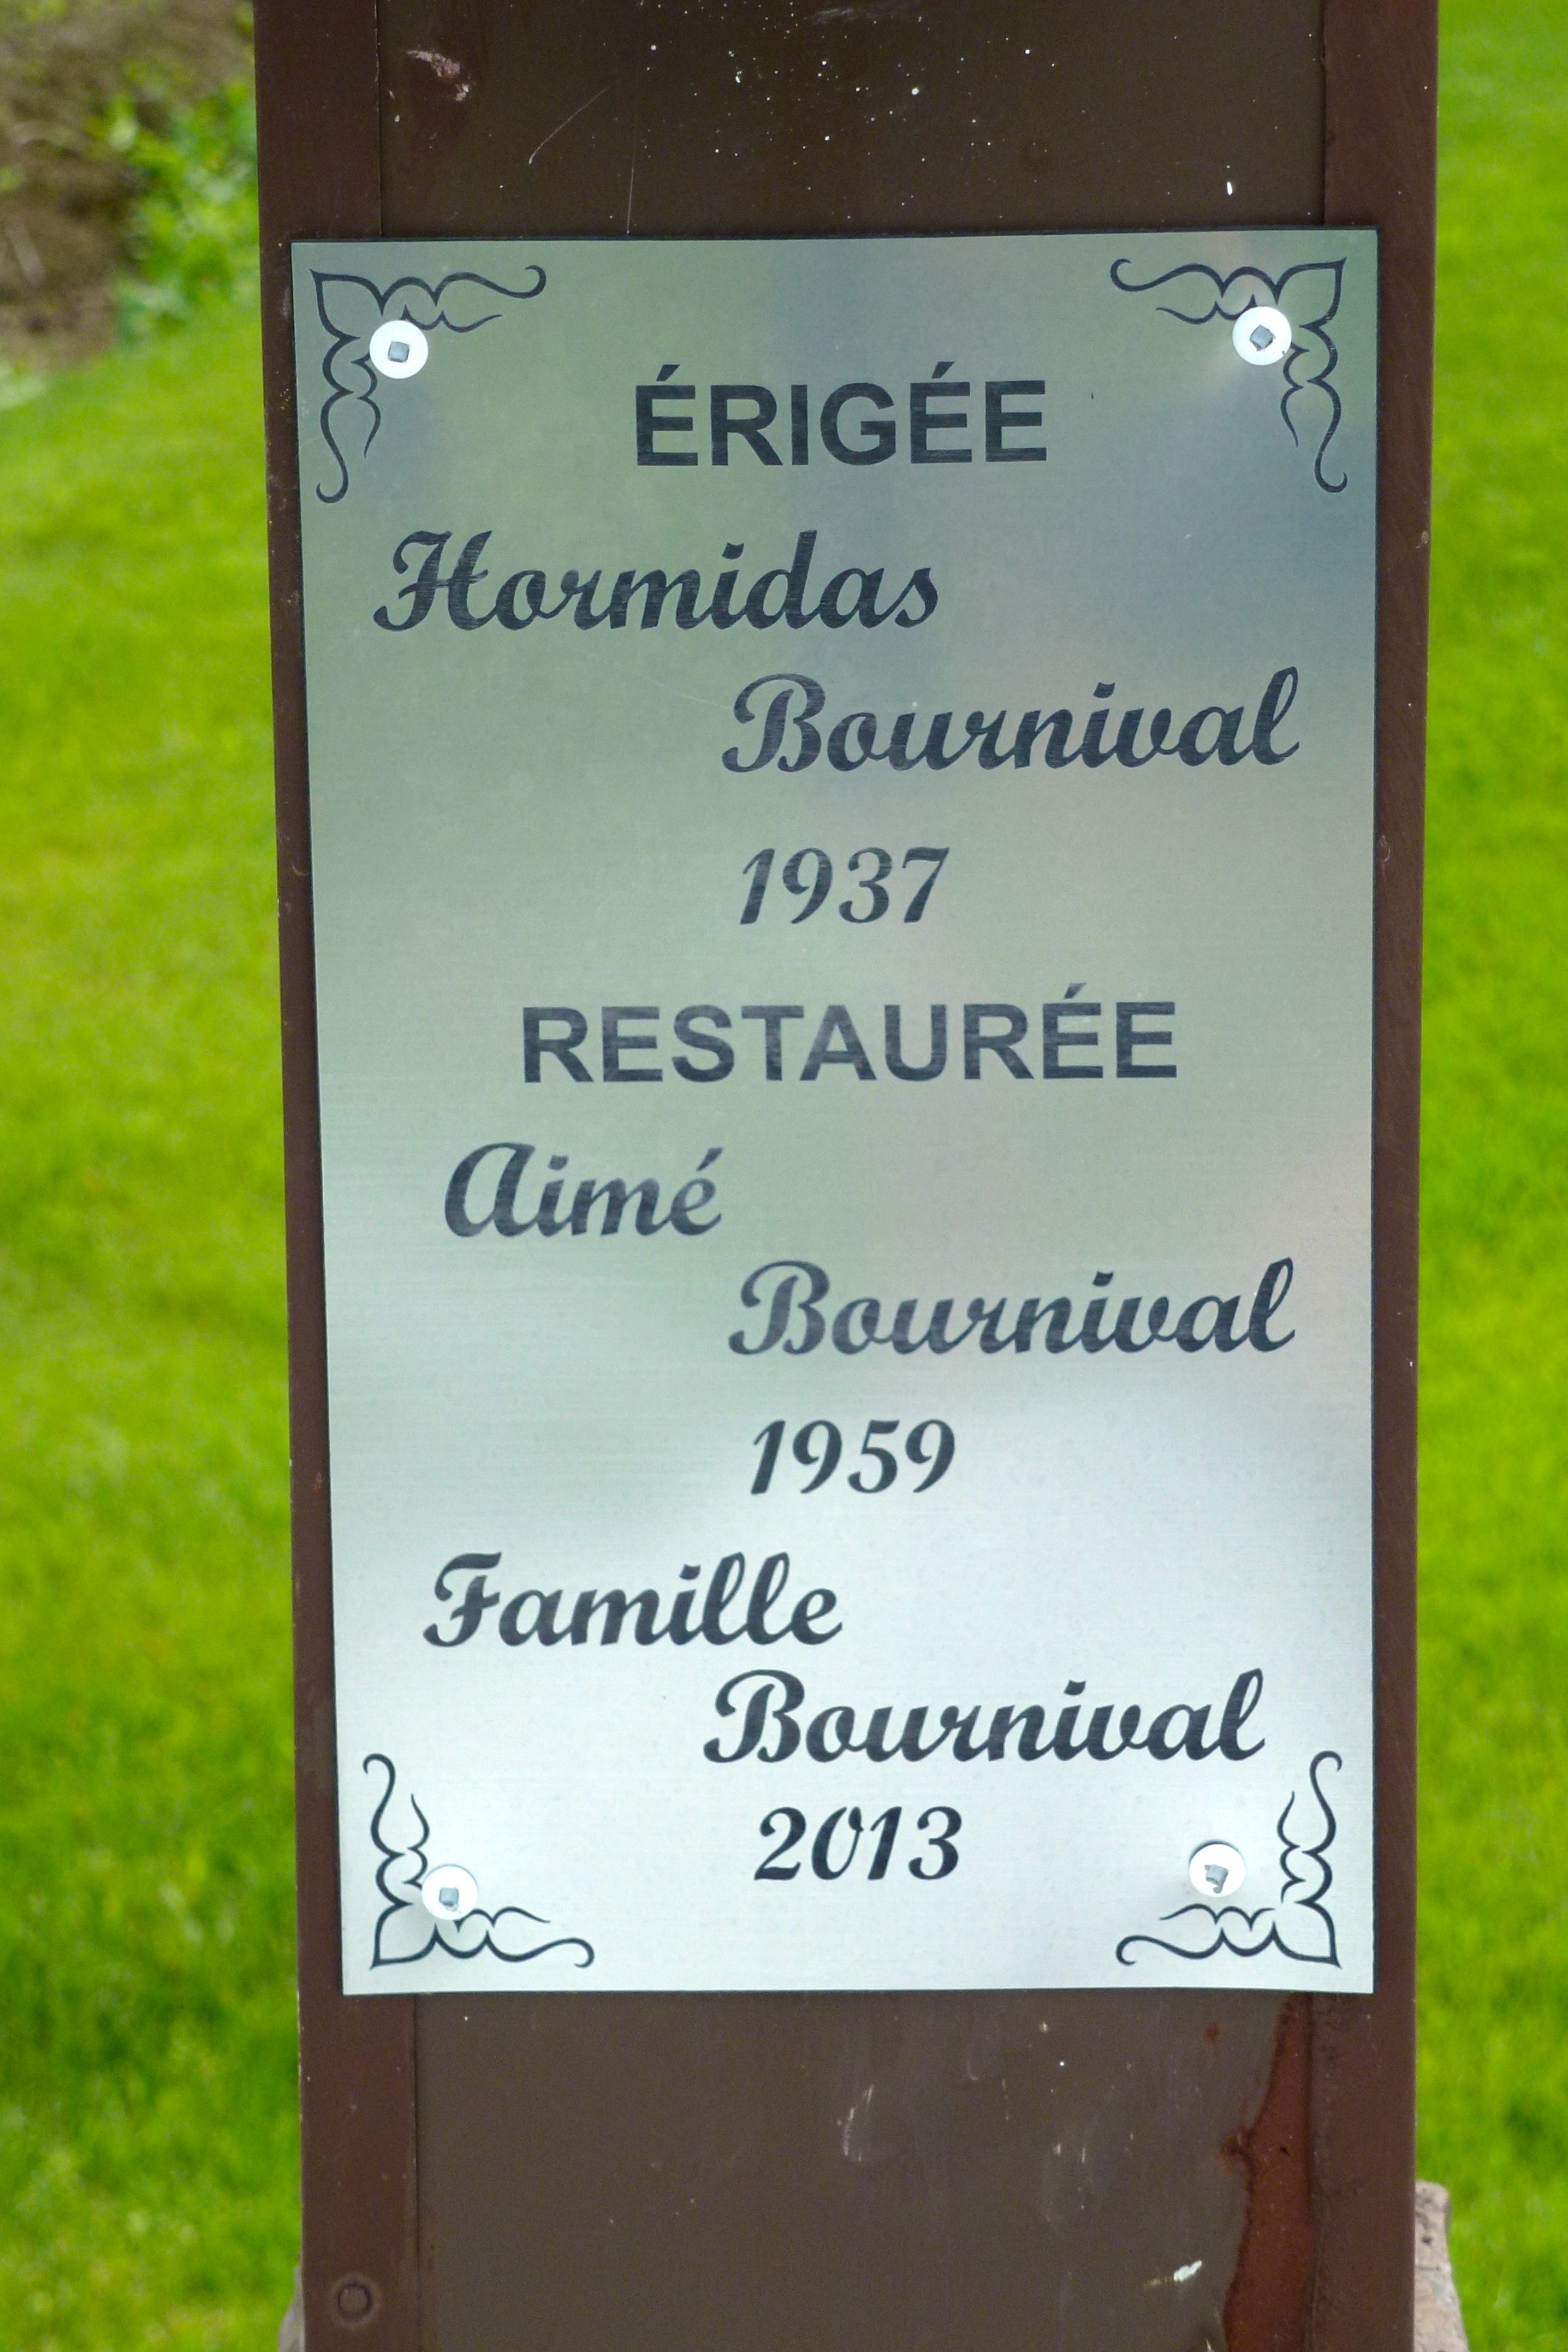 ÉRIGÉE
Hormidas
Bournival
1937
RESTAURÉE
Aimé
Bournival
1959
Famille
Bournival
2013